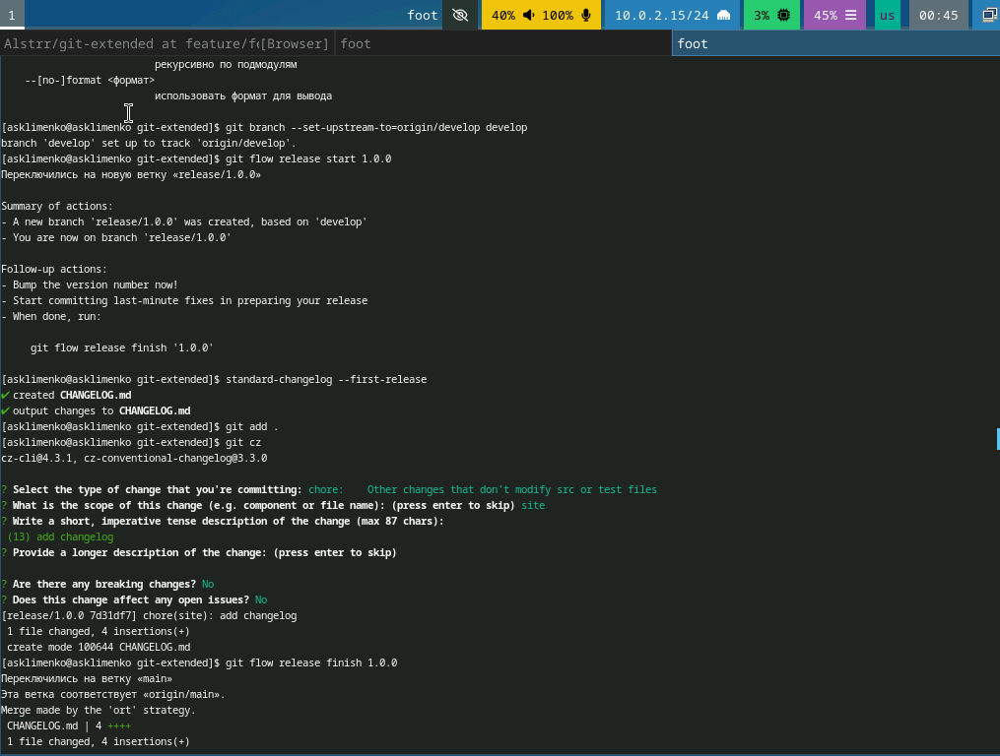 1 foot 40% 100% 10.0.2.15/24 3% 45% us 00:45
Alstrr/git-extended at feature/f [Browser] foot foot
рекурсивно по подмодулям
--[no-]format <формат>
использовать формат для вывода
[asklimenko@asklimenko git-extended]$ git branch --set-upstream-to=origin/develop develop
branch 'develop' set up to track 'origin/develop'.
[asklimenko@asklimenko git-extended]$ git flow release start 1.0.0
Переключились на новую ветку «release/1.0.0»
Summary of actions:
- A new branch 'release/1.0.0' was created, based on 'develop'
- You are now on branch 'release/1.0.0'
Follow-up actions:
- Bump the version number now!
- Start committing last-minute fixes in preparing your release
- When done, run:
git flow release finish '1.0.0'
[asklimenko@asklimenko git-extended]$ standard-changelog --first-release
✔ created CHANGELOG.md
✔ output changes to CHANGELOG.md
[asklimenko@asklimenko git-extended]$ git add .
[asklimenko@asklimenko git-extended]$ git cz
cz-cli@4.3.1, cz-conventional-changelog@3.3.0
? Select the type of change that you're committing: chore: Other changes that don't modify src or test files
? What is the scope of this change (e.g. component or file name): (press enter to skip) site
? Write a short, imperative tense description of the change (max 87 chars):
(13) add changelog
? Provide a longer description of the change: (press enter to skip)
? Are there any breaking changes? No
? Does this change affect any open issues? No
[release/1.0.0 7d31df7] chore(site): add changelog
1 file changed, 4 insertions(+)
create mode 100644 CHANGELOG.md
[asklimenko@asklimenko git-extended]$ git flow release finish 1.0.0
Переключились на ветку «main»
Эта ветка соответствует «origin/main».
Merge made by the 'ort' strategy.
CHANGELOG.md | 4 ++++
1 file changed, 4 insertions(+)